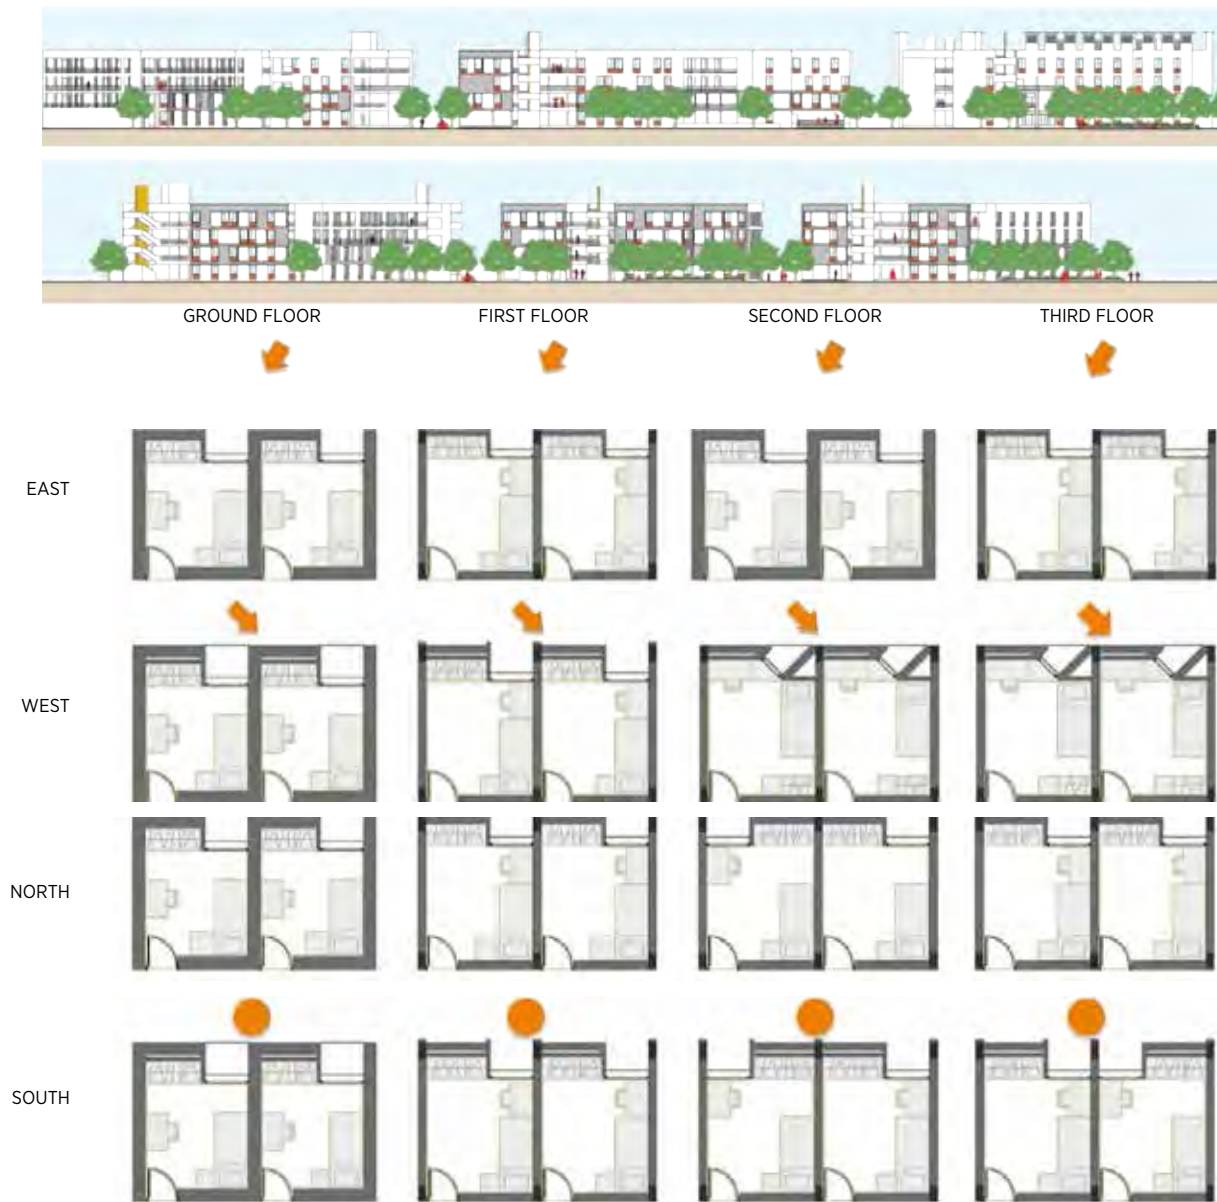 GROUND FLOOR
FIRST FLOOR
SECOND FLOOR
THIRD FLOOR
EAST
WEST
NORTH
SOUTH